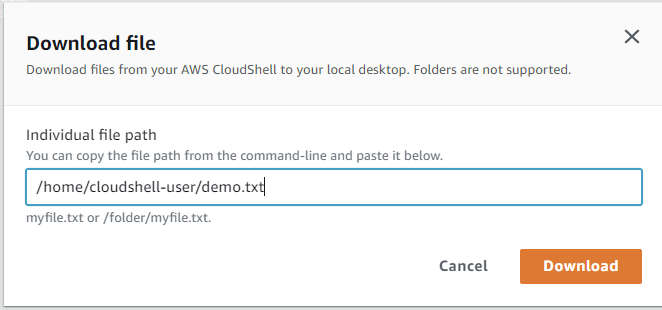 Download file
Download files from your AWS CloudShell to your local desktop. Folders are not supported.
Individual file path
You can copy the file path from the command-line and paste it below.
/home/cloudshell-user/demo.txt
myfile.txt or /folder/myfile.txt.
Cancel Download